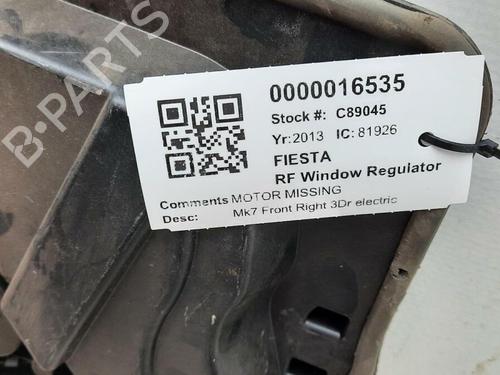 B-PARTS
0000016535
Stock #: C89045
Yr:2013 IC: 81926
FIESTA
RF Window Regulator
Comments MOTOR MISSING
Desc: Mk7 Front Right 3Dr electric